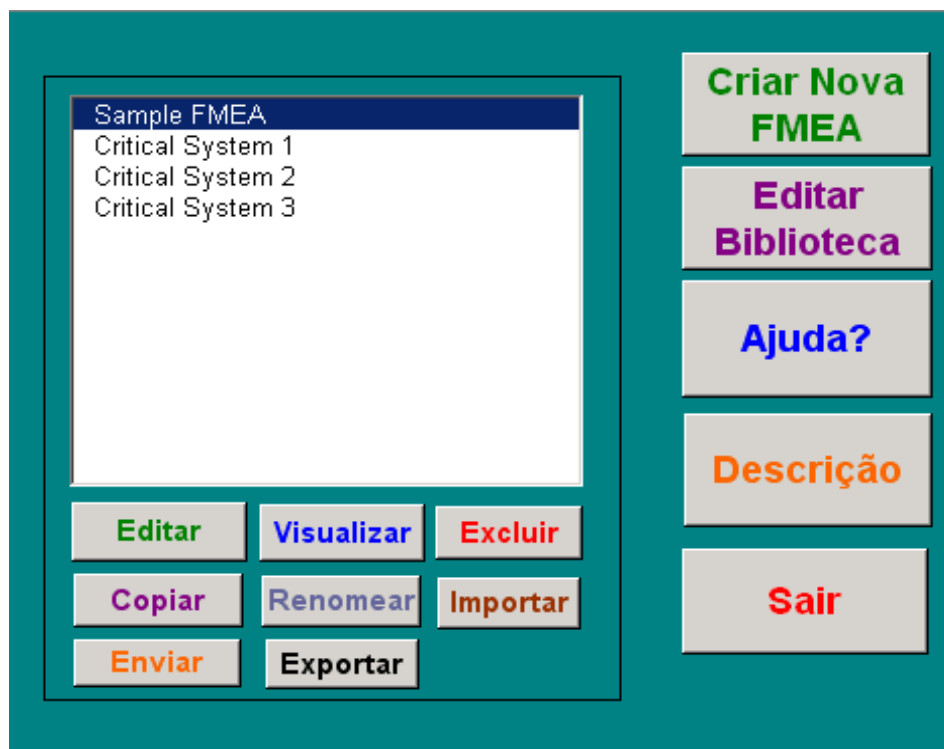 Sample FMEA
Critical System 1
Critical System 2
Critical System 3
Editar
Visualizar
Excluir
Copiar
Renomear
Importar
Enviar
Exportar
Criar Nova
FMEA
Editar
Biblioteca
Ajuda?
Descrição
Sair